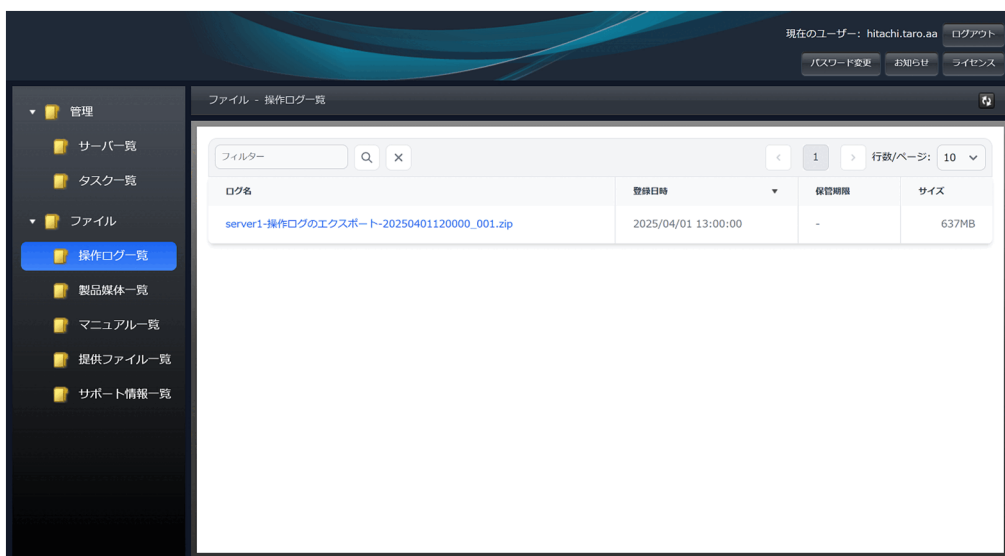 現在のユーザー: hitachi.taro.aa ログアウト
パスワード変更 お知らせ ライセンス
管理
サーバー覧
タスク一覧
ファイル
操作ログ一覧
製品媒体一覧
マニュアル一覧
提供ファイル一覧
サポート情報一覧
ファイル - 操作ログ一覧
フィルター 1 行数/ページ: 10
ログ名 登録日時 保管期限 サイズ
server1-操作ログのエクスポート-20250401120000_001.zip 2025/04/01 13:00:00 - 637MB